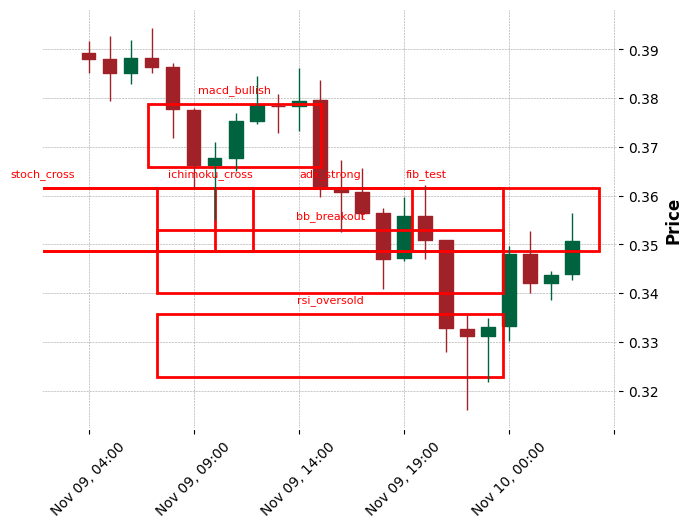 0.39
macd_bullish
0.38
0.37
stoch_cross
ichimoku_cross
adx_strong
fib_test
0.36
bb_breakout
0.35
Price
0.34
rsi_oversold
0.33
0.32
Nov 09, 04:00
Nov 09, 09:00
Nov 09, 14:00
Nov 09, 19:00
Nov 10, 00:00